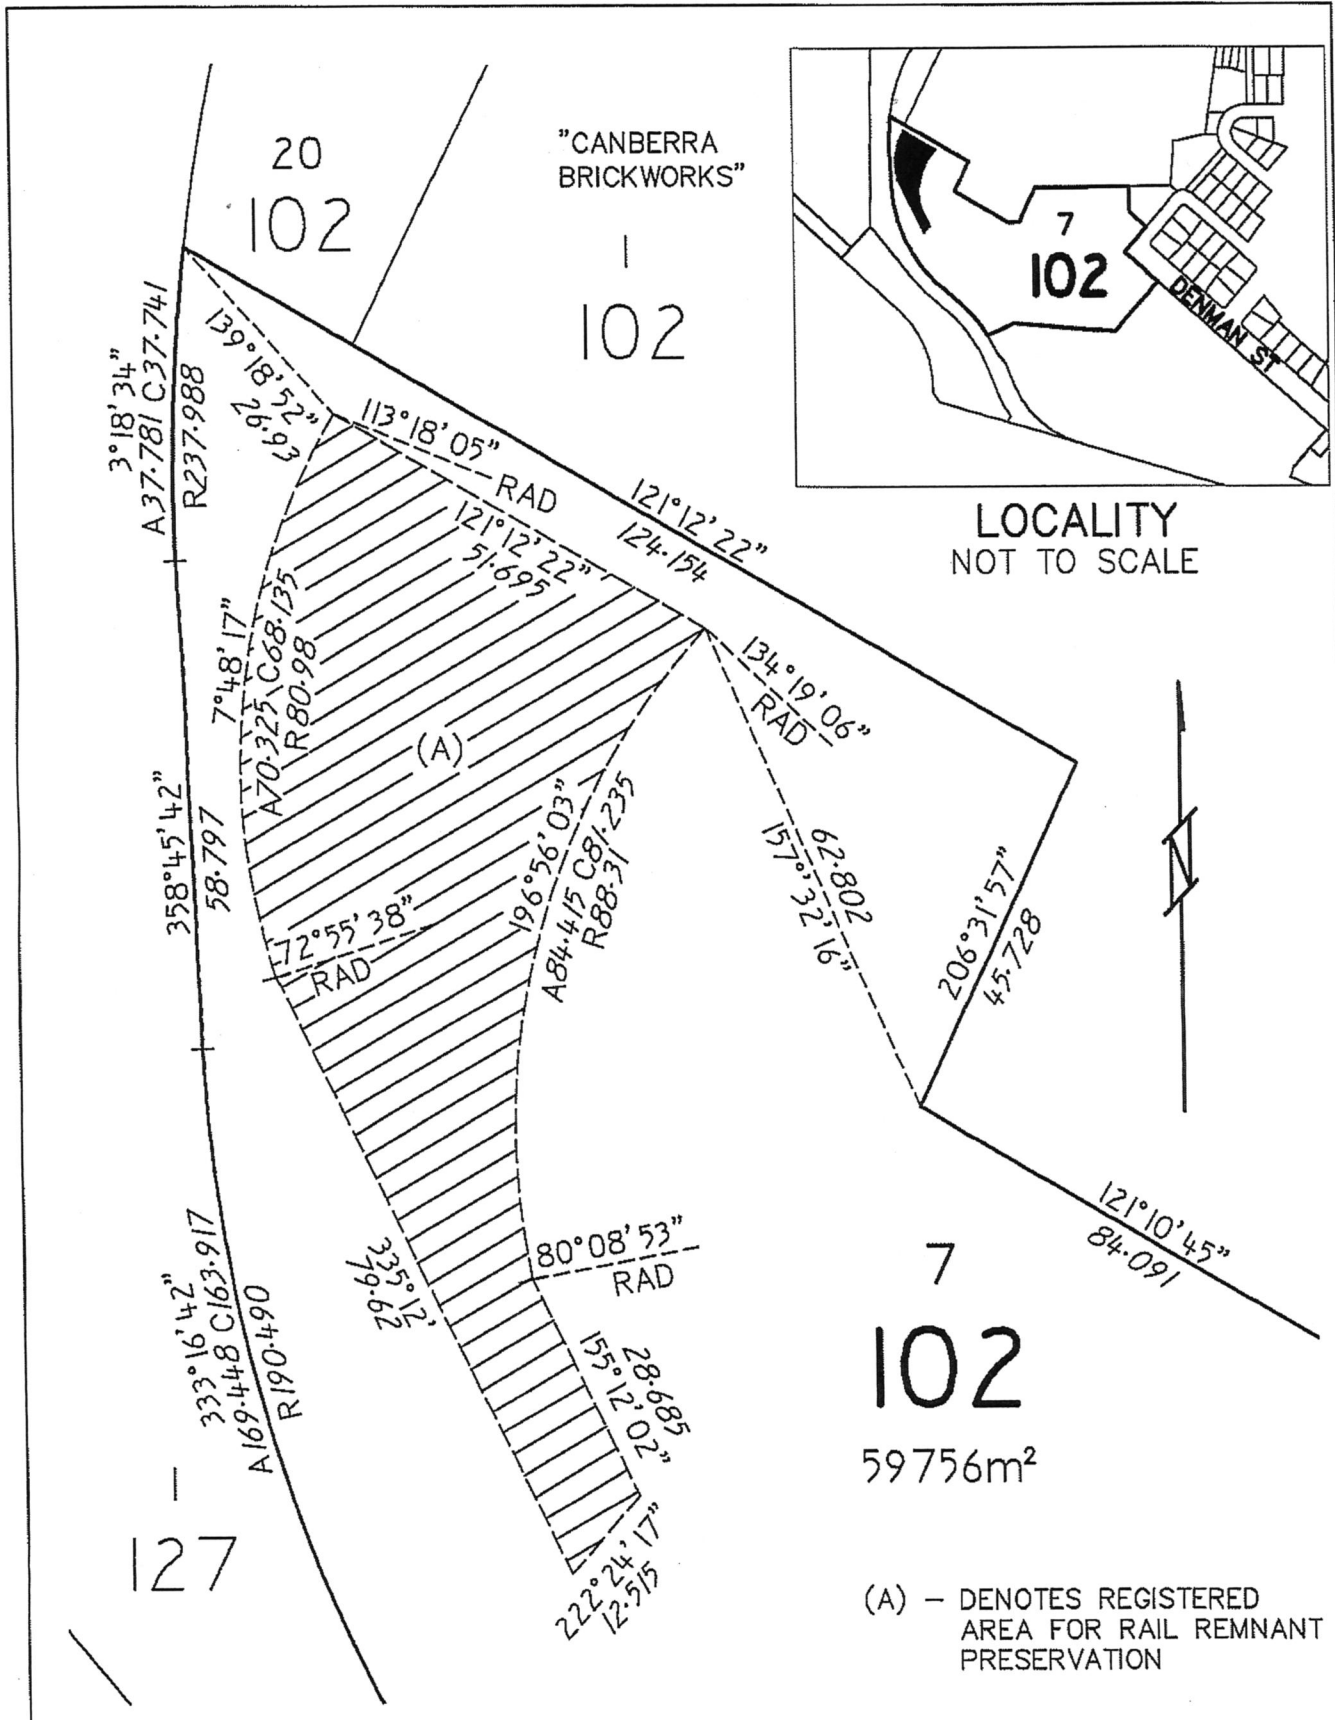 20
102
"CANBERRA
BRICKWORKS"
1
102
7
102
DENMAN ST
LOCALITY
NOT TO SCALE
3°18'34"
A37·781 C37·741
R237·988
139°18'52"
26·93
113°18'05"
RAD
121°12'22"
51·695
121°12'22"
124·154
7°48'17"
A70·325 C68·135
R80·98
(A)
134°19'06"
RAD
358°45'42"
58·797
196°56'03"
A84·415 C81·235
R88·31
62·802
157°32'16"
206°31'57"
45·728
N
72°55'38"
RAD
80°08'53"
RAD
335°12'
79·67
121°10'45"
84·091
7
102
59756m²
333°16'42"
A169·448 C163·917
R190·490
28·685
155°12'02"
222°24'17"
12·515
1
127
(A) – DENOTES REGISTERED
AREA FOR RAIL REMNANT
PRESERVATION